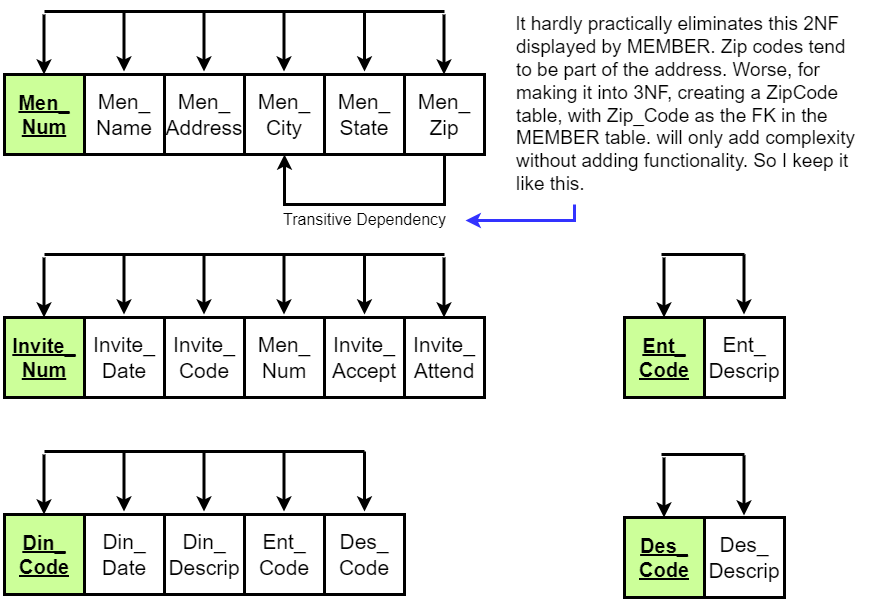 It hardly practically eliminates this 2NF
displayed by MEMBER. Zip codes tend
to be part of the address. Worse, for
making it into 3NF, creating a ZipCode
table, with Zip_Code as the FK in the
MEMBER table. will only add complexity
without adding functionality. So I keep it
like this.
Men_ Men_ Men_ Men_ Men_ Men_
Num Name Address City State Zip
Transitive Dependency
Invite_ Invite_ Invite_ Men_ Invite_ Invite_
Num Date Code Num Accept Attend
Ent_ Ent_
Code Descrip
Din_ Din_ Din_ Ent_ Des_
Code Date Descrip Code Code
Des_ Des_
Code Descrip